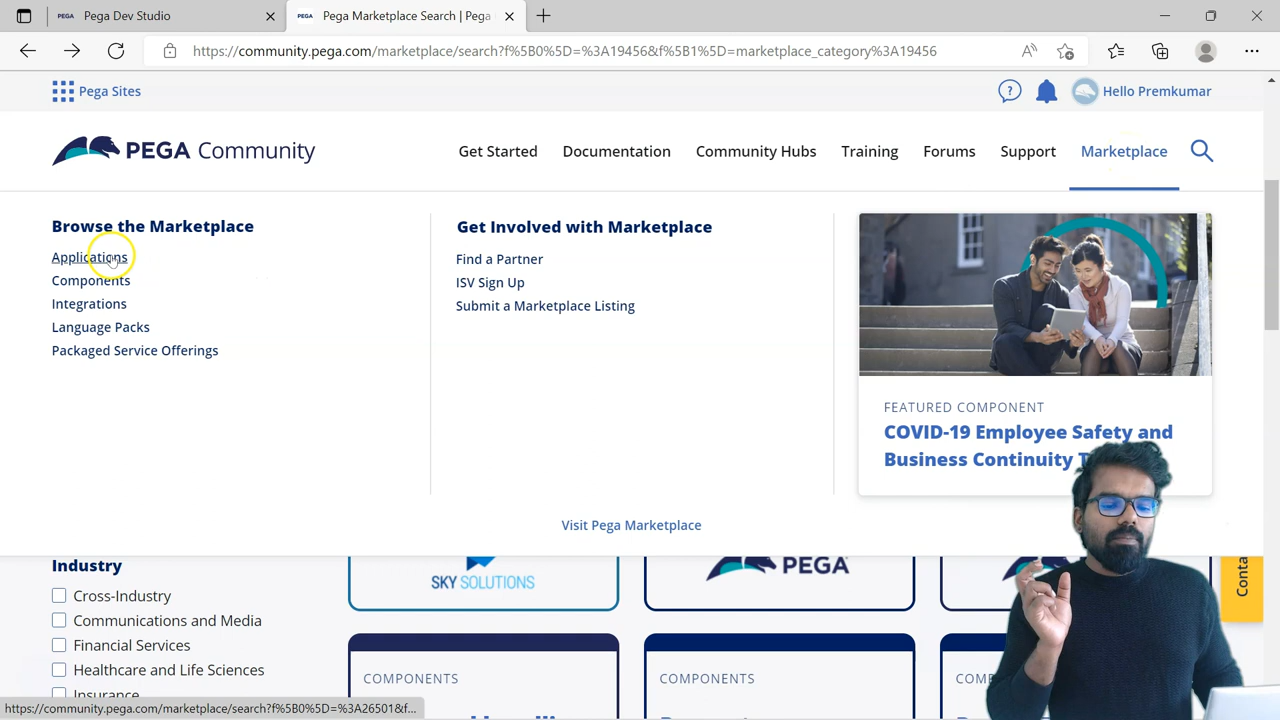 PEGA Pega Dev Studio
PEGA Pega Marketplace Search | Pega
https://community.pega.com/marketplace/search?f%5B0%5D=%3A19456&f%5B1%5D=marketplace_category%3A19456
Pega Sites
Hello Premkumar
PEGA Community
Get Started Documentation Community Hubs Training Forums Support Marketplace
Browse the Marketplace
Applications
Components
Integrations
Language Packs
Packaged Service Offerings
Get Involved with Marketplace
Find a Partner
ISV Sign Up
Submit a Marketplace Listing
FEATURED COMPONENT
COVID-19 Employee Safety and
Business Continuity
Visit Pega Marketplace
Industry
Cross-Industry
Communications and Media
Financial Services
Healthcare and Life Sciences
Insurance
SKY SOLUTIONS
PEGA
COMPONENTS
COMPONENTS
Conta
https://community.pega.com/marketplace/search?f%5B0%5D=%3A26501&f...